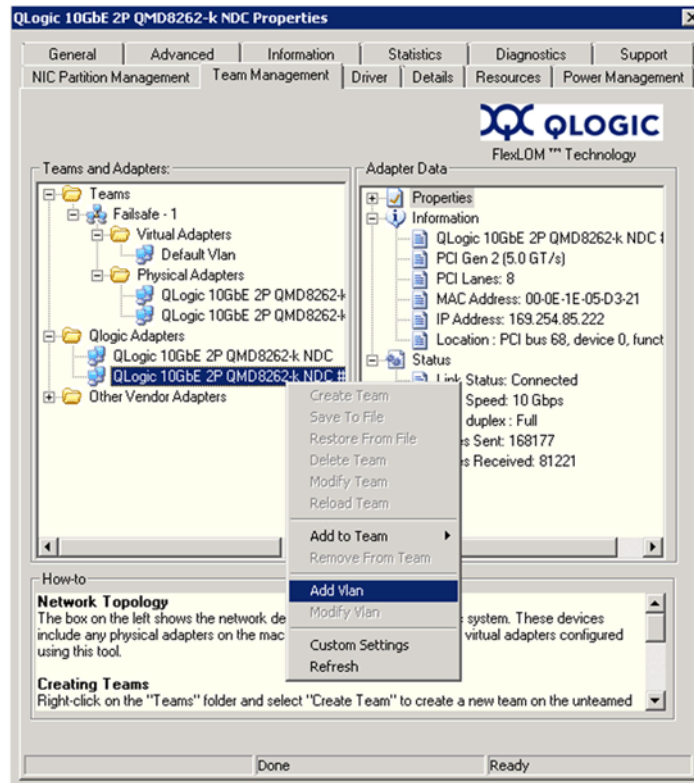 QLogic 10GbE 2P QMD8262-k NDC Properties
General Advanced Information Statistics Diagnostics Support
NIC Partition Management Team Management Driver Details Resources Power Management
QLOGIC
FlexLOM ™ Technology
Teams and Adapters:
Teams
Failsafe - 1
Virtual Adapters
Default Vlan
Physical Adapters
QLogic 10GbE 2P QMD8262-k
QLogic 10GbE 2P QMD8262-k
Qlogic Adapters
QLogic 10GbE 2P QMD8262-k NDC
QLogic 10GbE 2P QMD8262-k NDC #
Other Vendor Adapters
Adapter Data
Properties
Information
QLogic 10GbE 2P QMD8262-k NDC #
PCI Gen 2 (5.0 GT/s)
PCI Lanes: 8
MAC Address: 00-0E-1E-05-D3-21
IP Address: 169.254.85.222
Location : PCI bus 68, device 0, funct
Status
Link Status: Connected
Speed: 10 Gbps
duplex : Full
s Sent: 168177
s Received: 81221
Create Team
Save To File
Restore From File
Delete Team
Modify Team
Reload Team
Add to Team
Remove From Team
Add Vlan
Modify Vlan
Custom Settings
Refresh
How-to
Network Topology
The box on the left shows the network de system. These devices
include any physical adapters on the mac virtual adapters configured
using this tool.
Creating Teams
Right-click on the "Teams" folder and select "Create Team" to create a new team on the unteamed
Done Ready